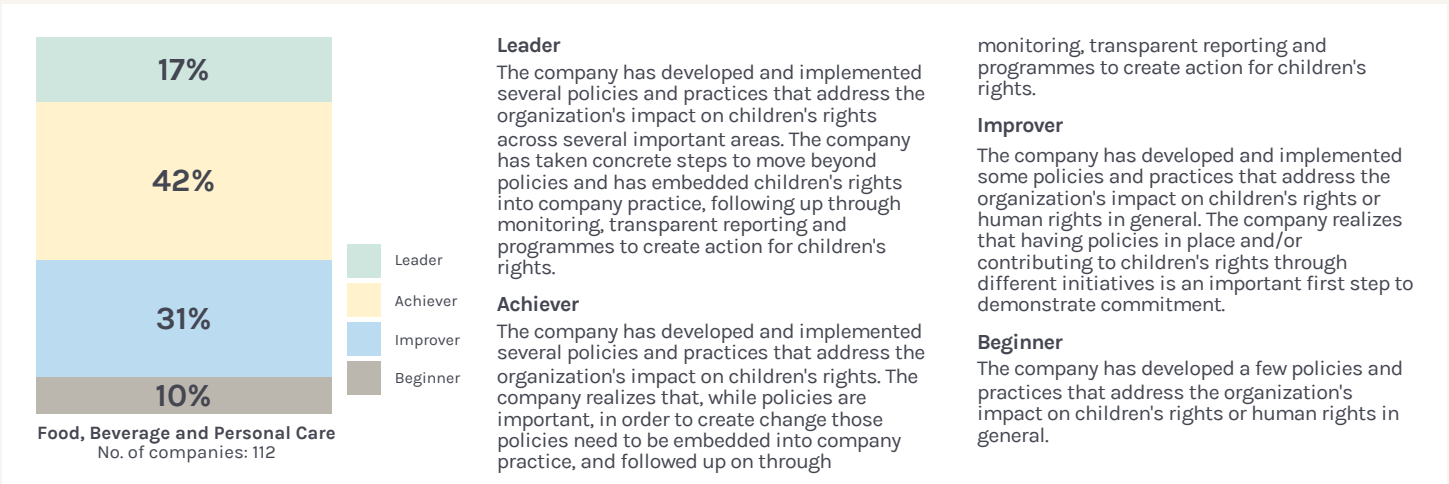 17%
42%
31%
10%
Food, Beverage and Personal Care
No. of companies: 112
Leader
Achiever
Improver
Beginner
Leader
The company has developed and implemented
several policies and practices that address the
organization's impact on children's rights
across several important areas. The company
has taken concrete steps to move beyond
policies and has embedded children's rights
into company practice, following up through
monitoring, transparent reporting and
programmes to create action for children's
rights.
Achiever
The company has developed and implemented
several policies and practices that address the
organization's impact on children's rights. The
company realizes that, while policies are
important, in order to create change those
policies need to be embedded into company
practice, and followed up on through
monitoring, transparent reporting and
programmes to create action for children's
rights.
Improver
The company has developed and implemented
some policies and practices that address the
organization's impact on children's rights or
human rights in general. The company realizes
that having policies in place and/or
contributing to children's rights through
different initiatives is an important first step to
demonstrate commitment.
Beginner
The company has developed a few policies and
practices that address the organization's
impact on children's rights or human rights in
general.